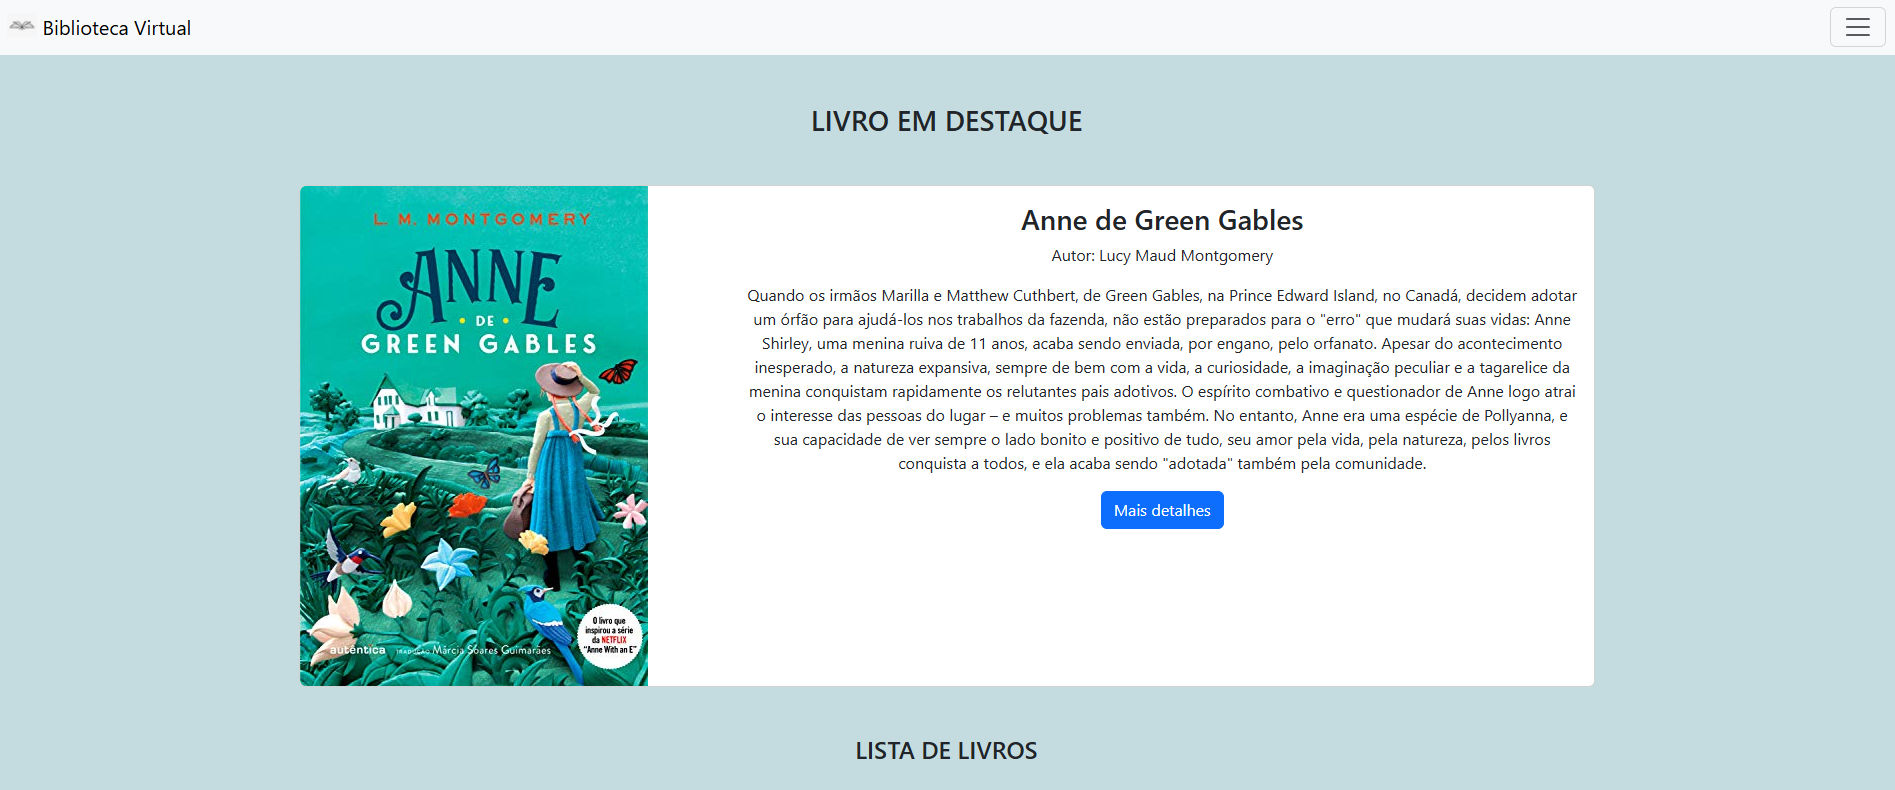 Biblioteca Virtual
LIVRO EM DESTAQUE
L. M. MONTGOMERY
ANNE
DE
GREEN GABLES
O livro que
inspirou a série
da NETFLIX
"Anne With an E"
autêntica
TRADUÇÃO Márcia Soares Guimarães
Anne de Green Gables
Autor: Lucy Maud Montgomery
Quando os irmãos Marilla e Matthew Cuthbert, de Green Gables, na Prince Edward Island, no Canadá, decidem adotar
um órfão para ajudá-los nos trabalhos da fazenda, não estão preparados para o "erro" que mudará suas vidas: Anne
Shirley, uma menina ruiva de 11 anos, acaba sendo enviada, por engano, pelo orfanato. Apesar do acontecimento
inesperado, a natureza expansiva, sempre de bem com a vida, a curiosidade, a imaginação peculiar e a tagarelice da
menina conquistam rapidamente os relutantes pais adotivos. O espírito combativo e questionador de Anne logo atrai
o interesse das pessoas do lugar – e muitos problemas também. No entanto, Anne era uma espécie de Pollyanna, e
sua capacidade de ver sempre o lado bonito e positivo de tudo, seu amor pela vida, pela natureza, pelos livros
conquista a todos, e ela acaba sendo "adotada" também pela comunidade.
Mais detalhes
LISTA DE LIVROS